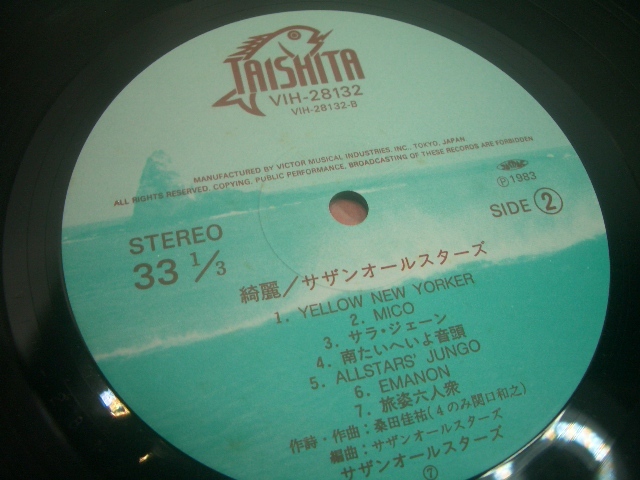 TAISHITA
VIH-28132
VIH-28132-B
MANUFACTURED BY VICTOR MUSICAL INDUSTRIES, INC. TOKYO, JAPAN
ALL RIGHTS RESERVED. COPYING, PUBLIC PERFORMANCE, BROADCASTING OF THESE RECORDS ARE FORBIDDEN
Ⓟ1983
STEREO
SIDE ②
33 1/3
綺麗/サザンオールスターズ
1. YELLOW NEW YORKER
2. MICO
3. サラ・ジェーン
4. 南たいへいよ音頭
5. ALLSTARS' JUNGO
6. EMANON
7. 旅姿六人衆
作詩・作曲:桑田佳祐(4のみ関口和之)
編曲:サザンオールスターズ
サザンオールスターズ
⑦